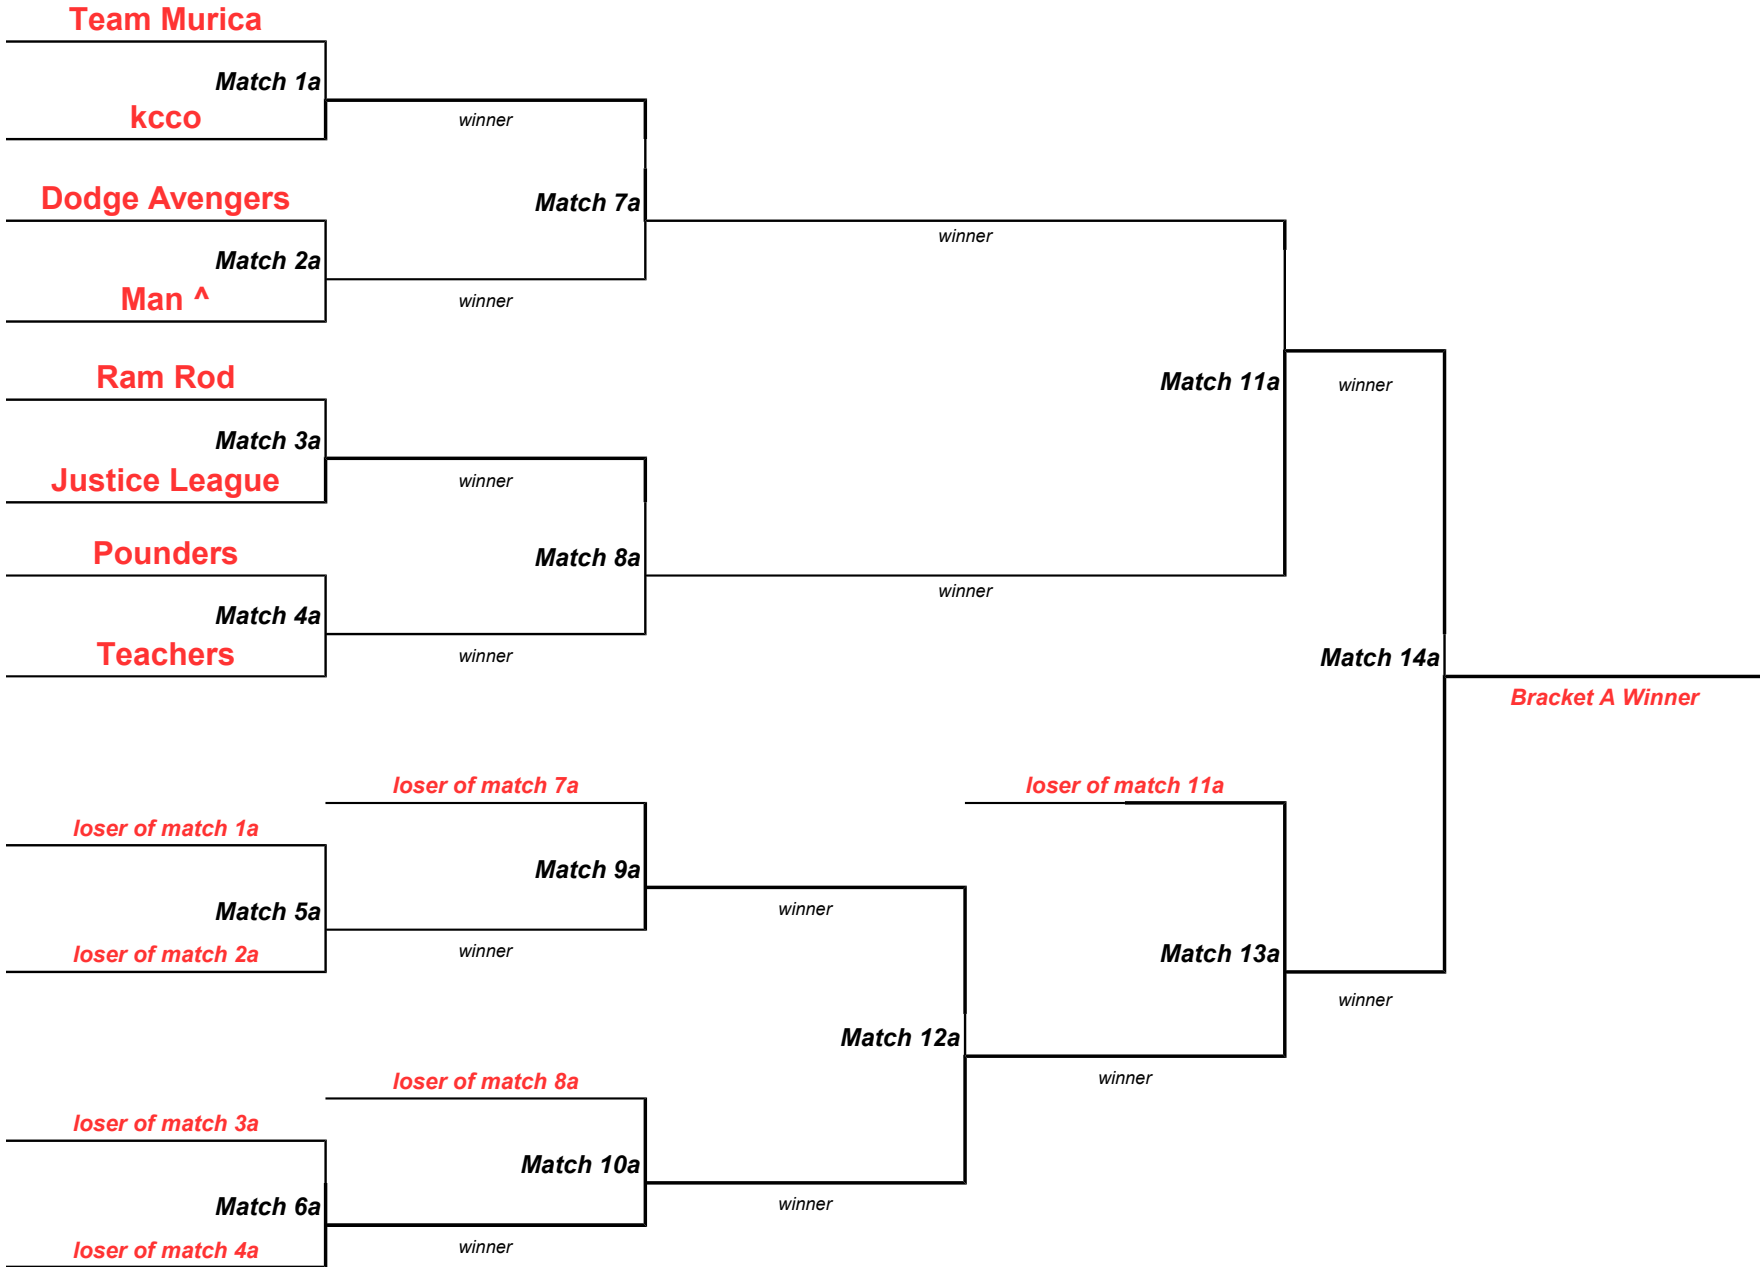 Team Murica
Match 1a
kcco
winner
Dodge Avengers
Match 7a
winner
Match 2a
Man ^
winner
Ram Rod
Match 11a
winner
Match 3a
Justice League
winner
Pounders
Match 8a
winner
Match 4a
Teachers
winner
Match 14a
Bracket A Winner
loser of match 7a
loser of match 11a
loser of match 1a
Match 9a
winner
Match 5a
loser of match 2a
winner
Match 13a
winner
Match 12a
winner
loser of match 8a
loser of match 3a
Match 10a
winner
Match 6a
loser of match 4a
winner